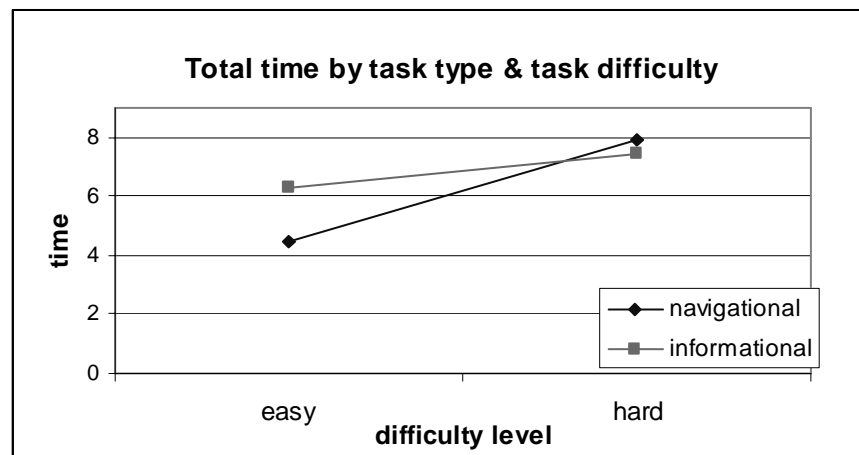 Total time by task type & task difficulty
8
6
4
2
0
time
navigational
informational
easy hard
difficulty level